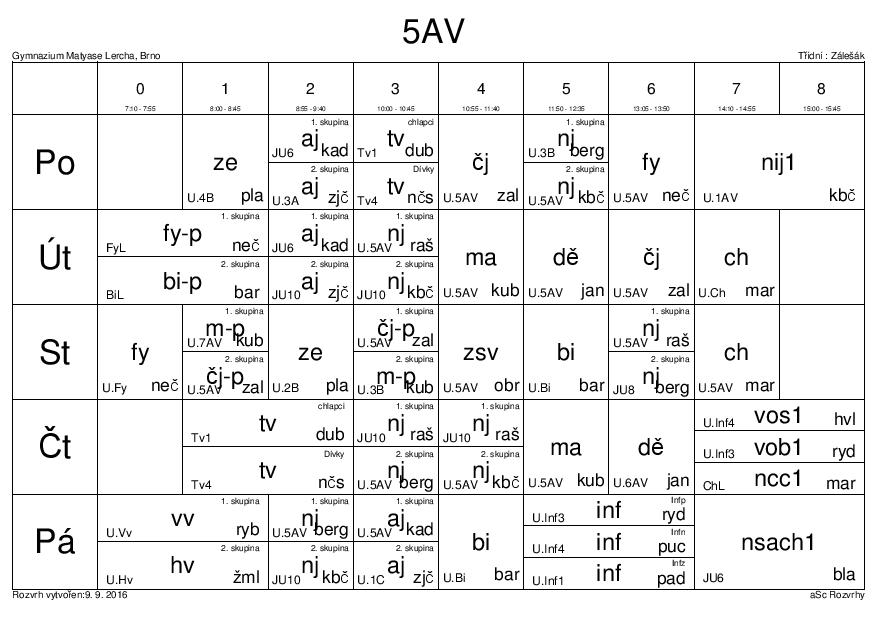 5AV
Gymnazium Matyase Lercha, Brno Třídní : Zálešák
0 1 2 3 4 5 6 7 8
7:10 - 7:55 8:00 - 8:45 8:55 - 9:40 10:00 - 10:45 10:55 - 11:40 11:50 - 12:35 13:05 - 13:50 14:10 - 14:55 15:00 - 15:45
Po
ze U.4B pla
1. skupina aj JU6 kad
2. skupina aj U.3A zjč
chlapci tv Tv1 dub
Dívky tv Tv4 nčs
čj U.5AV zal
1. skupina nj U.3B berg
2. skupina nj U.5AV kbč
fy U.5AV neč
nij1 U.1AV kbč
Út
1. skupina fy-p FyL neč
2. skupina bi-p BiL bar
1. skupina aj JU6 kad
2. skupina aj JU10 zjč
1. skupina nj U.5AV raš
2. skupina nj JU10 kbč
ma U.5AV kub
dě U.5AV jan
čj U.5AV zal
ch U.Ch mar
St
fy U.Fy neč
1. skupina m-p U.7AV kub
2. skupina čj-p U.5AV zal
ze U.2B pla
1. skupina čj-p U.5AV zal
2. skupina m-p U.3B kub
zsv U.5AV obr
bi U.Bi bar
1. skupina nj U.5AV raš
2. skupina nj JU8 berg
ch U.5AV mar
Čt
chlapci tv Tv1 dub
Dívky tv Tv4 nčs
1. skupina nj JU10 raš
2. skupina nj U.5AV berg
1. skupina nj JU10 raš
2. skupina nj U.5AV kbč
ma U.5AV kub
dě U.6AV jan
vos1 U.Inf4 hvl
vob1 U.Inf3 ryd
ncc1 ChL mar
Pá
1. skupina vv U.Vv ryb
2. skupina hv U.Hv žml
1. skupina nj U.5AV berg
2. skupina nj JU10 kbč
1. skupina aj U.5AV kad
2. skupina aj U.1C zjč
bi U.Bi bar
Infp inf U.Inf3 ryd
Infn inf U.Inf4 puc
Infz inf U.Inf1 pad
nsach1 JU6 bla
Rozvrh vytvořen:9. 9. 2016 aSc Rozvrhy